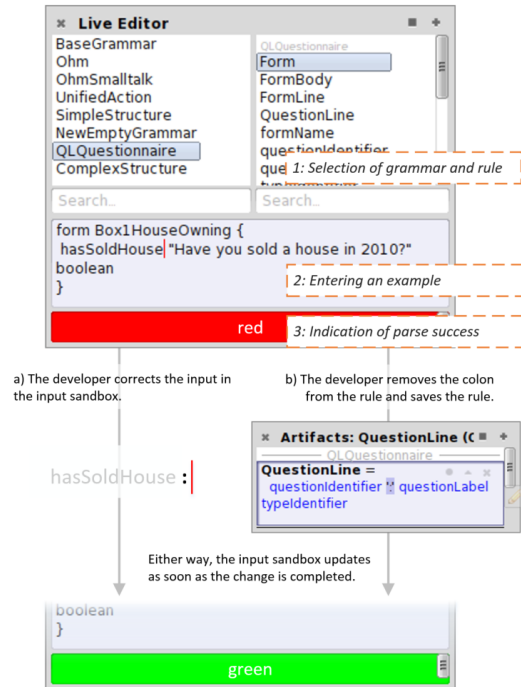 Live Editor
BaseGrammar
Ohm
OhmSmalltalk
UnifiedAction
SimpleStructure
NewEmptyGrammar
QLQuestionnaire
ComplexStructure
QLQuestionnaire
Form
FormBody
FormLine
QuestionLine
formName
questionIdentifier
que
1: Selection of grammar and rule
Search..
Search..
form Box1HouseOwning {
hasSoldHouse "Have you sold a house in 2010?"
boolean
}
2: Entering an example
red
3: Indication of parse success
a) The developer corrects the input in
the input sandbox.
b) The developer removes the colon
from the rule and saves the rule.
hasSoldHouse :
Artifacts: QuestionLine (C
QLQuestionnaire
QuestionLine =
questionIdentifier ":" questionLabel
typeIdentifier
Either way, the input sandbox updates
as soon as the change is completed.
boolean
}
green